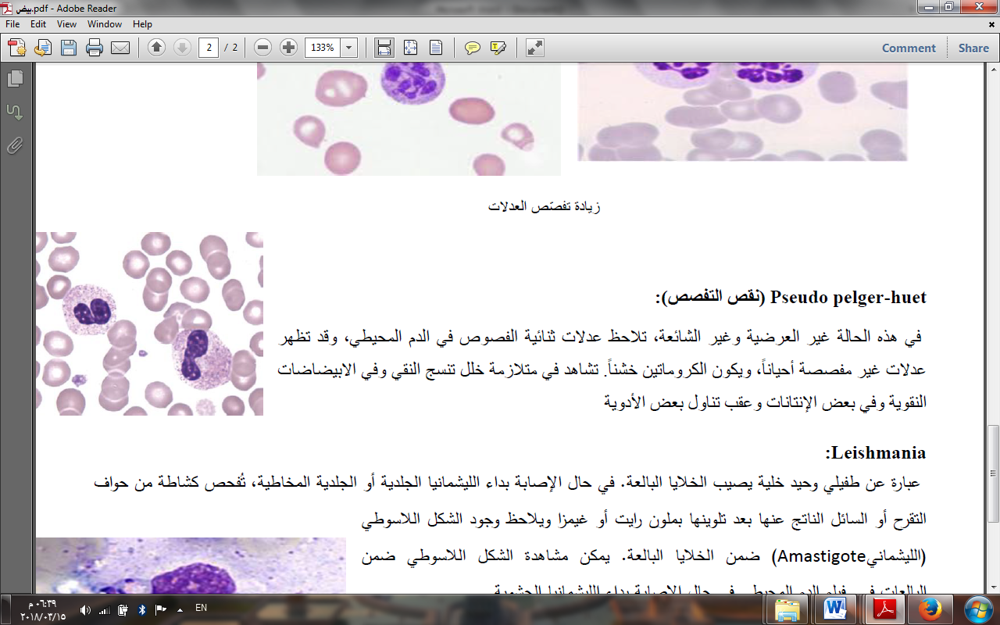 بيض.pdf - Adobe Reader
File Edit View Window Help
2 / 2 133% Comment Share
زيادة تفصّص العدلات
Pseudo pelger-huet (نقص التفصص):
في هذه الحالة غير العرضية وغير الشائعة، تلاحظ عدلات ثنائية الفصوص في الدم المحيطي، وقد تظهر
عدلات غير مفصصة أحياناً، ويكون الكروماتين خشناً. تشاهد في متلازمة خلل تنسج النقي وفي الابيضاضات
النقوية وفي بعض الإنتانات وعقب تناول بعض الأدوية
Leishmania:
عبارة عن طفيلي وحيد خلية يصيب الخلايا البالعة. في حال الإصابة بداء الليشمانيا الجلدية أو الجلدية المخاطية، تُفحص كشاطة من حواف
التقرح أو السائل الناتج عنها بعد تلوينها بملون رايت أو غيمزا ويلاحظ وجود الشكل اللاسوطي
(الليشمانيAmastigote) ضمن الخلايا البالعة. يمكن مشاهدة الشكل اللاسوطي ضمن
البالعات في فيلم الدم المحيطي في حال الإصابة بداء الليشمانيا الحشوية
EN
٠٦:٣٩ م
٢٠١٨/٠٣/١٥